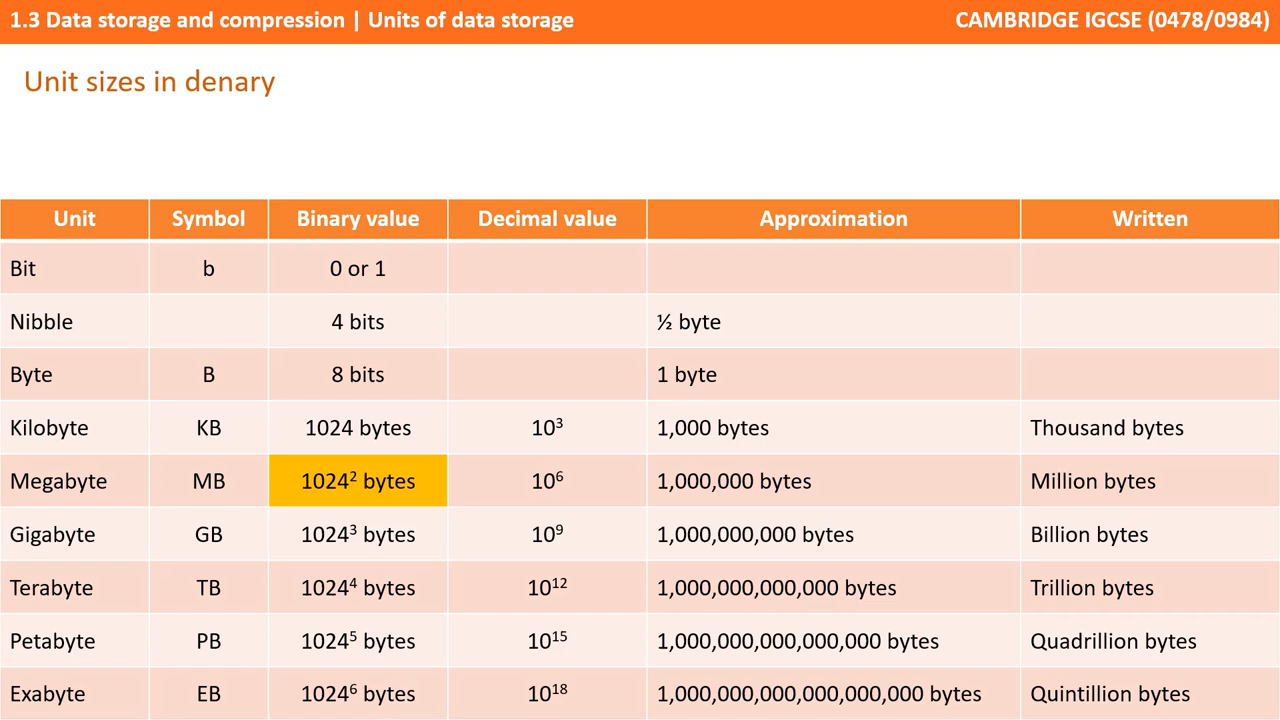 1.3 Data storage and compression | Units of data storage CAMBRIDGE IGCSE (0478/0984)
Unit sizes in denary
Unit Symbol Binary value Decimal value Approximation Written
Bit b 0 or 1
Nibble 4 bits ½ byte
Byte B 8 bits 1 byte
Kilobyte KB 1024 bytes 10³ 1,000 bytes Thousand bytes
Megabyte MB 1024² bytes 10⁶ 1,000,000 bytes Million bytes
Gigabyte GB 1024³ bytes 10⁹ 1,000,000,000 bytes Billion bytes
Terabyte TB 1024⁴ bytes 10¹² 1,000,000,000,000 bytes Trillion bytes
Petabyte PB 1024⁵ bytes 10¹⁵ 1,000,000,000,000,000 bytes Quadrillion bytes
Exabyte EB 1024⁶ bytes 10¹⁸ 1,000,000,000,000,000,000 bytes Quintillion bytes